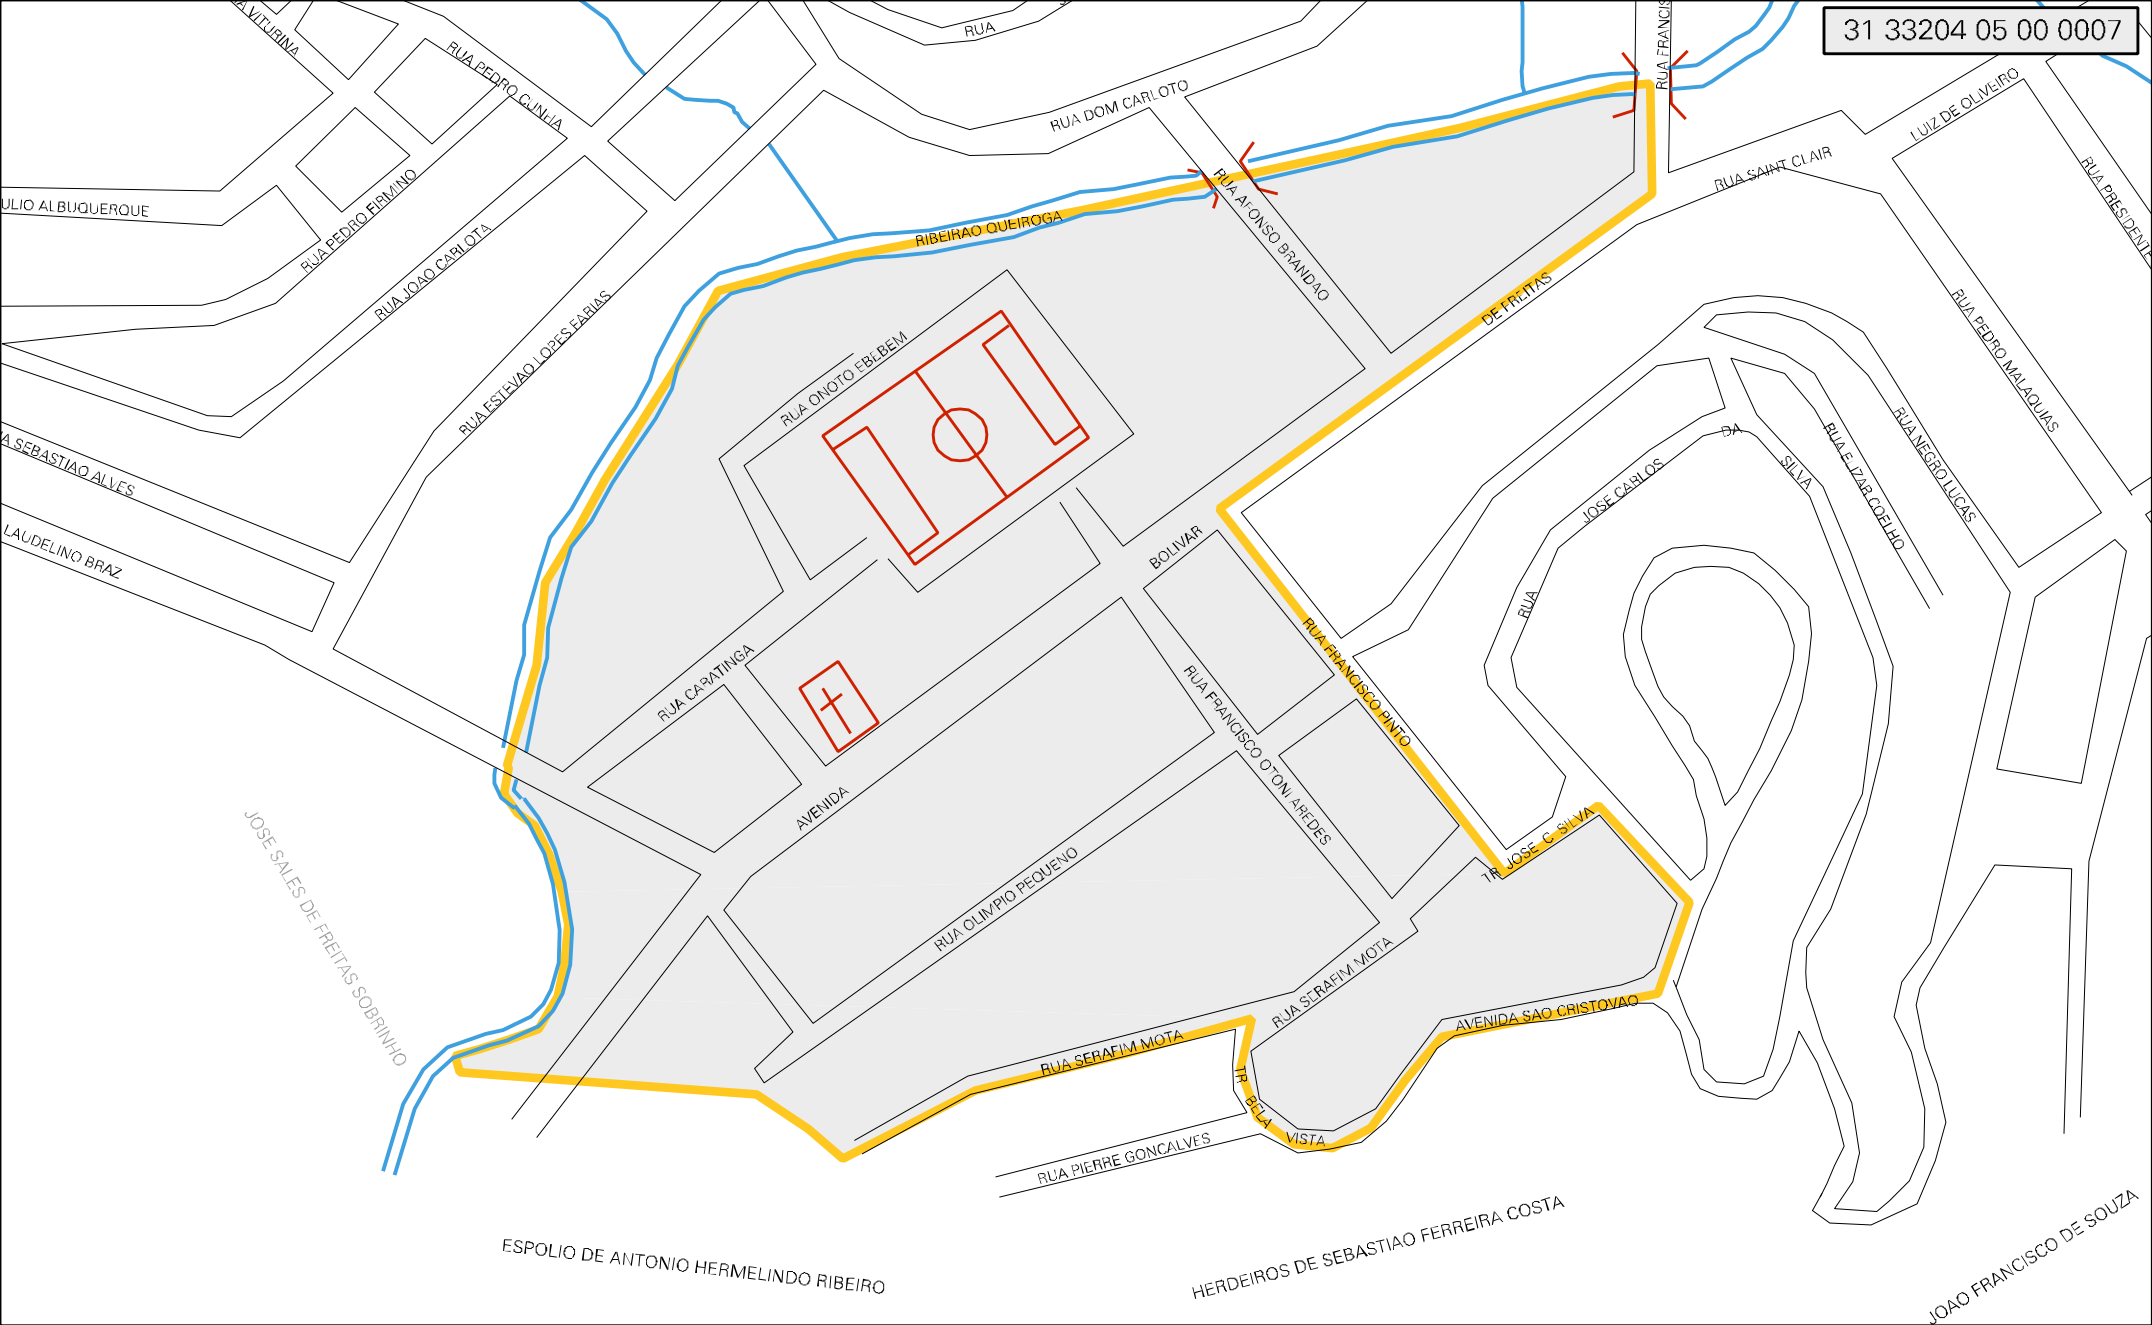 31 33204 05 00 0007
A VITURINA
RUA PEDRO CUNHA
RUA
RUA FRANCIS
RUA DOM CARLOTO
LUIZ DE OLIVEIRO
RUA SAINT CLAIR
RUA PRESIDENTE
ULIO ALBUQUERQUE
RUA PEDRO FIRMINO
RUA JOAO CARLOTA
RUA ESTEVAO LOPES FARIAS
RIBEIRAO QUEIROGA
RUA AFONSO BRANDAO
DE FREITAS
RUA ONOTO EBEBEM
RUA PEDRO MALAQUIAS
RUA NEGRO LUCAS
RUA ELIZAR COELHO
DA
SILVA
JOSE CARLOS
RUA
A SEBASTIAO ALVES
LAUDELINO BRAZ
BOLIVAR
RUA FRANCISCO PINTO
RUA CARATINGA
RUA FRANCISCO OTONI AREDES
AVENIDA
TR JOSE C. SILVA
RUA OLIMPIO PEQUENO
JOSE SALES DE FREITAS SOBRINHO
RUA SERAFIM MOTA
AVENIDA SAO CRISTOVAO
RUA SERAFIM MOTA
TR BELA VISTA
RUA PIERRE GONCALVES
ESPOLIO DE ANTONIO HERMELINDO RIBEIRO
HERDEIROS DE SEBASTIAO FERREIRA COSTA
JOAO FRANCISCO DE SOUZA